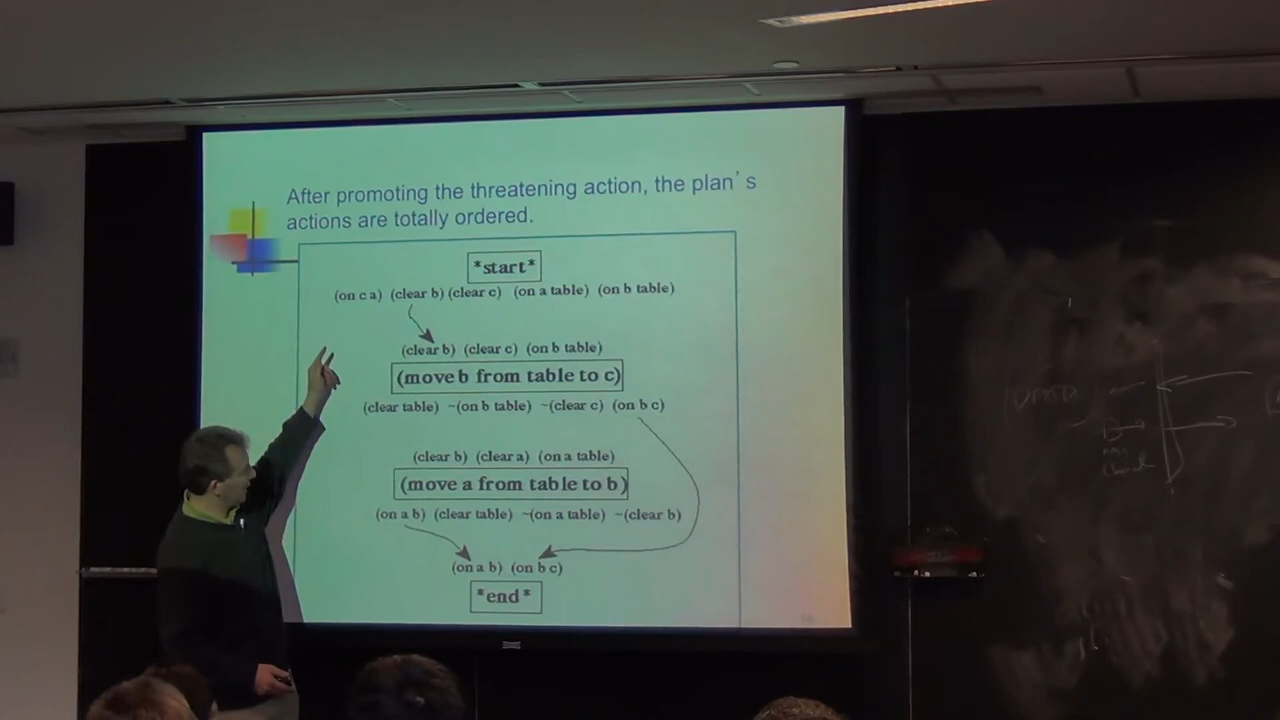 After promoting the threatening action, the plan's
actions are totally ordered.
*start*
(on c a) (clear b) (clear c) (on a table) (on b table)
(clear b) (clear c) (on b table)
(move b from table to c)
(clear table) ~(on b table) ~(clear c) (on b c)
(clear b) (clear a) (on a table)
(move a from table to b)
(on a b) (clear table) ~(on a table) ~(clear b)
(on a b) (on b c)
*end*